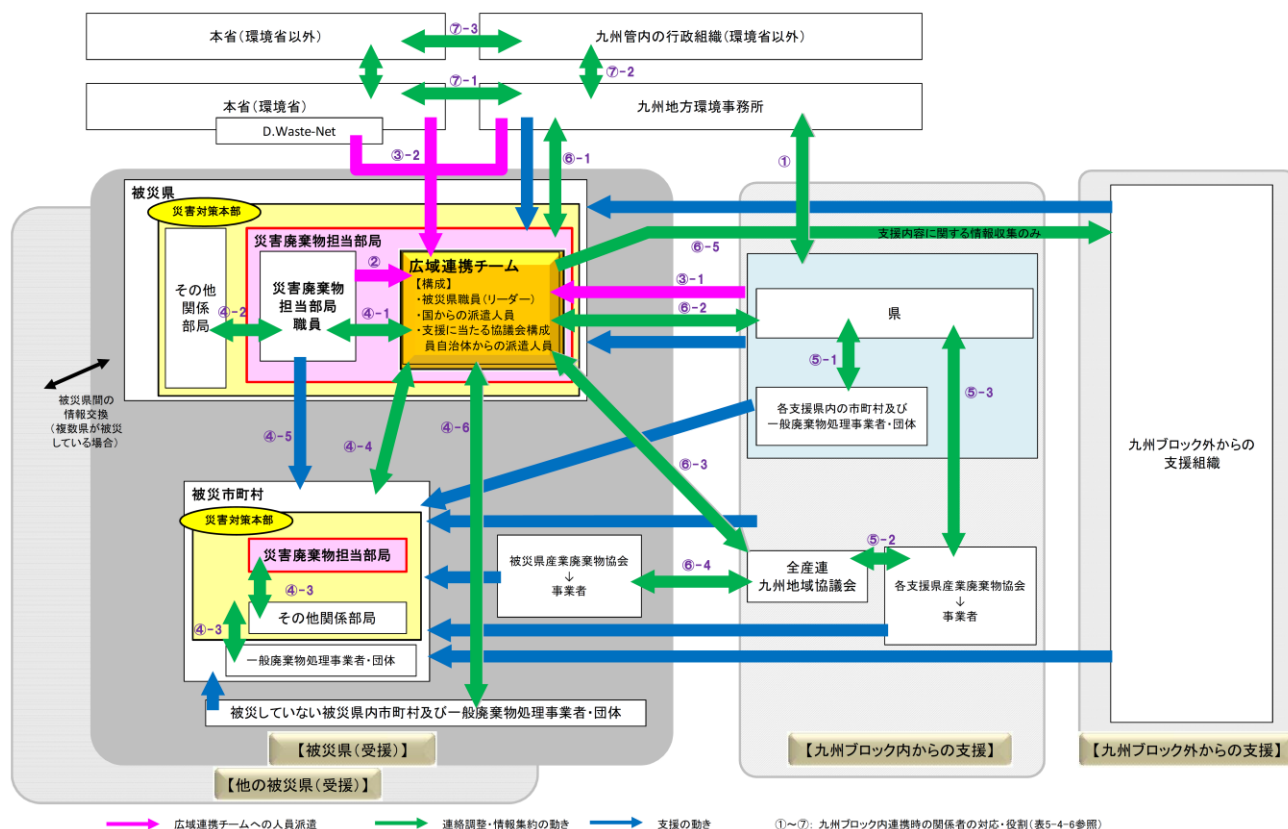 本省(環境省以外)
⑦-3
九州管内の行政組織(環境省以外)
⑦-2
本省(環境省)
⑦-1
九州地方環境事務所
D.Waste-Net
③-2
⑥-1
①
被災県
災害対策本部
災害廃棄物担当部局
その他
関係
部局
④-2
災害廃棄物
担当部局
職員
②
④-1
広域連携チーム
【構成】
・被災県職員(リーダー)
・国からの派遣人員
・支援に当たる協議会構成
員自治体からの派遣人員
⑥-5
支援内容に関する情報収集のみ
③-1
⑥-2
県
⑤-1
⑤-3
各支援県内の市町村及び
一般廃棄物処理事業者・団体
九州ブロック外からの
支援組織
被災県間の
情報交換
(複数県が被災
している場合)
④-5
④-4
④-6
⑥-3
被災市町村
災害対策本部
災害廃棄物担当部局
④-3
その他関係部局
④-3
一般廃棄物処理事業者・団体
被災県産業廃棄物協会
↓
事業者
⑥-4
全産連
九州地域協議会
⑤-2
各支援県産業廃棄物協会
↓
事業者
被災していない被災県内市町村及び一般廃棄物処理事業者・団体
【被災県(受援)】
【九州ブロック内からの支援】
【九州ブロック外からの支援】
【他の被災県(受援)】
広域連携チームへの人員派遣
連絡調整・情報集約の動き
支援の動き
①～⑦: 九州ブロック内連携時の関係者の対応・役割(表5-4-6参照)